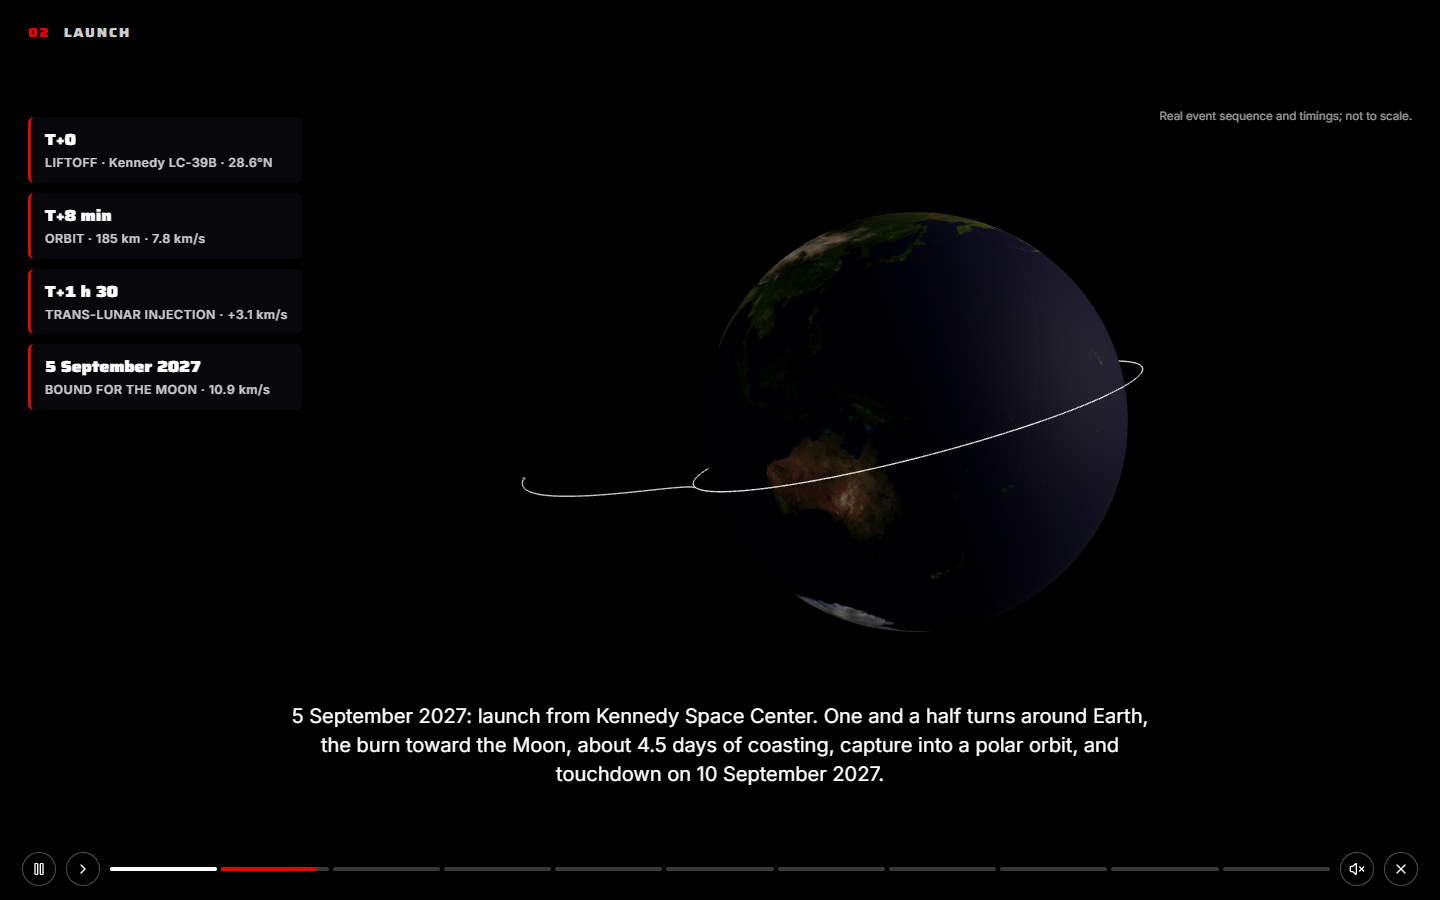 02 LAUNCH
Real event sequence and timings; not to scale.
T+0
LIFTOFF · Kennedy LC-39B · 28.6°N
T+8 min
ORBIT · 185 km · 7.8 km/s
T+1 h 30
TRANS-LUNAR INJECTION · +3.1 km/s
5 September 2027
BOUND FOR THE MOON · 10.9 km/s
5 September 2027: launch from Kennedy Space Center. One and a half turns around Earth,
the burn toward the Moon, about 4.5 days of coasting, capture into a polar orbit, and
touchdown on 10 September 2027.